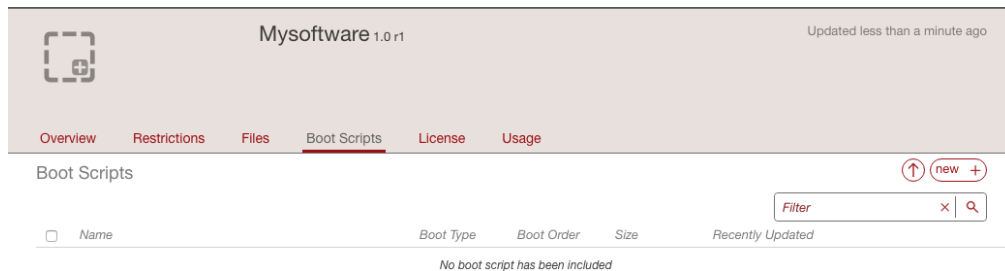 Mysoftware 1.0 r1
Updated less than a minute ago
Overview Restrictions Files Boot Scripts License Usage
Boot Scripts
new +
Filter
Name Boot Type Boot Order Size Recently Updated
No boot script has been included